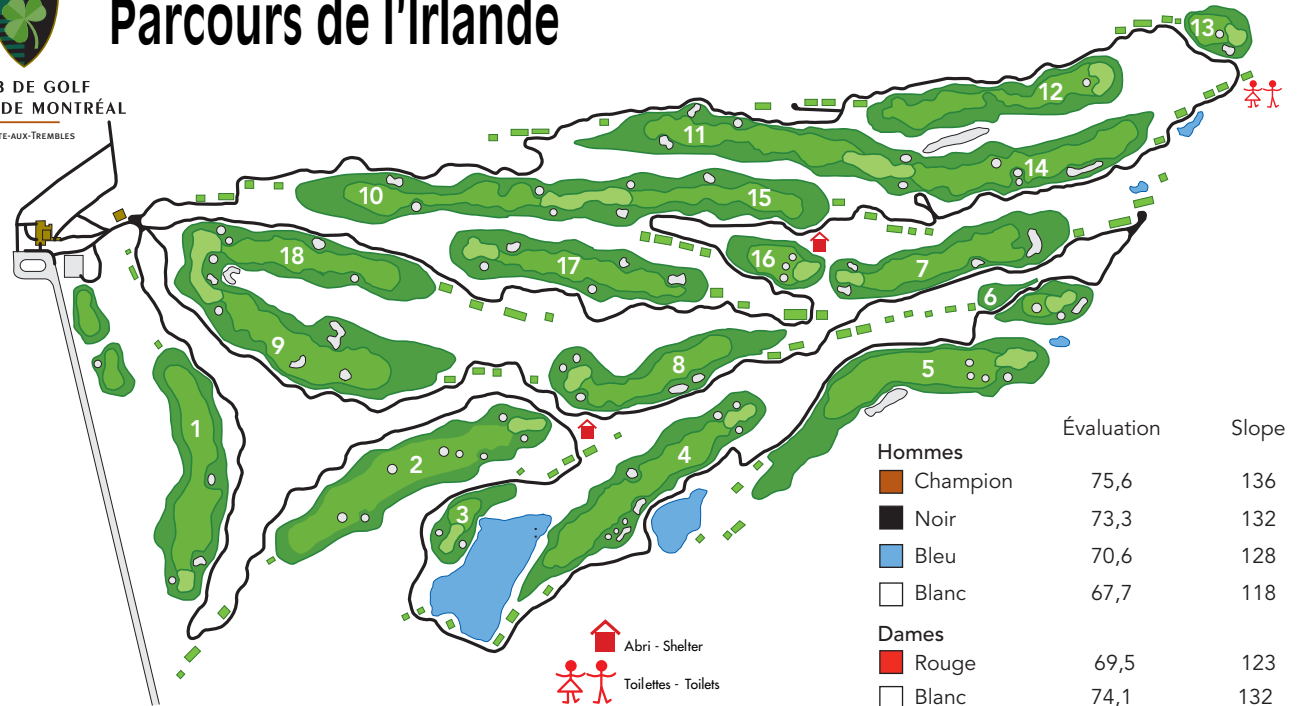 Parcours de l'Irlande
DE GOLF
DE MONTRÉAL
TE-AUX-TREMBLES
13
12
11
14
10
15
18
17
16
7
6
9
8
5
1
2
4
3
Évaluation Slope
Hommes
Champion 75,6 136
Noir 73,3 132
Bleu 70,6 128
Blanc 67,7 118
Dames
Rouge 69,5 123
Blanc 74,1 132
Abri - Shelter
Toilettes - Toilets